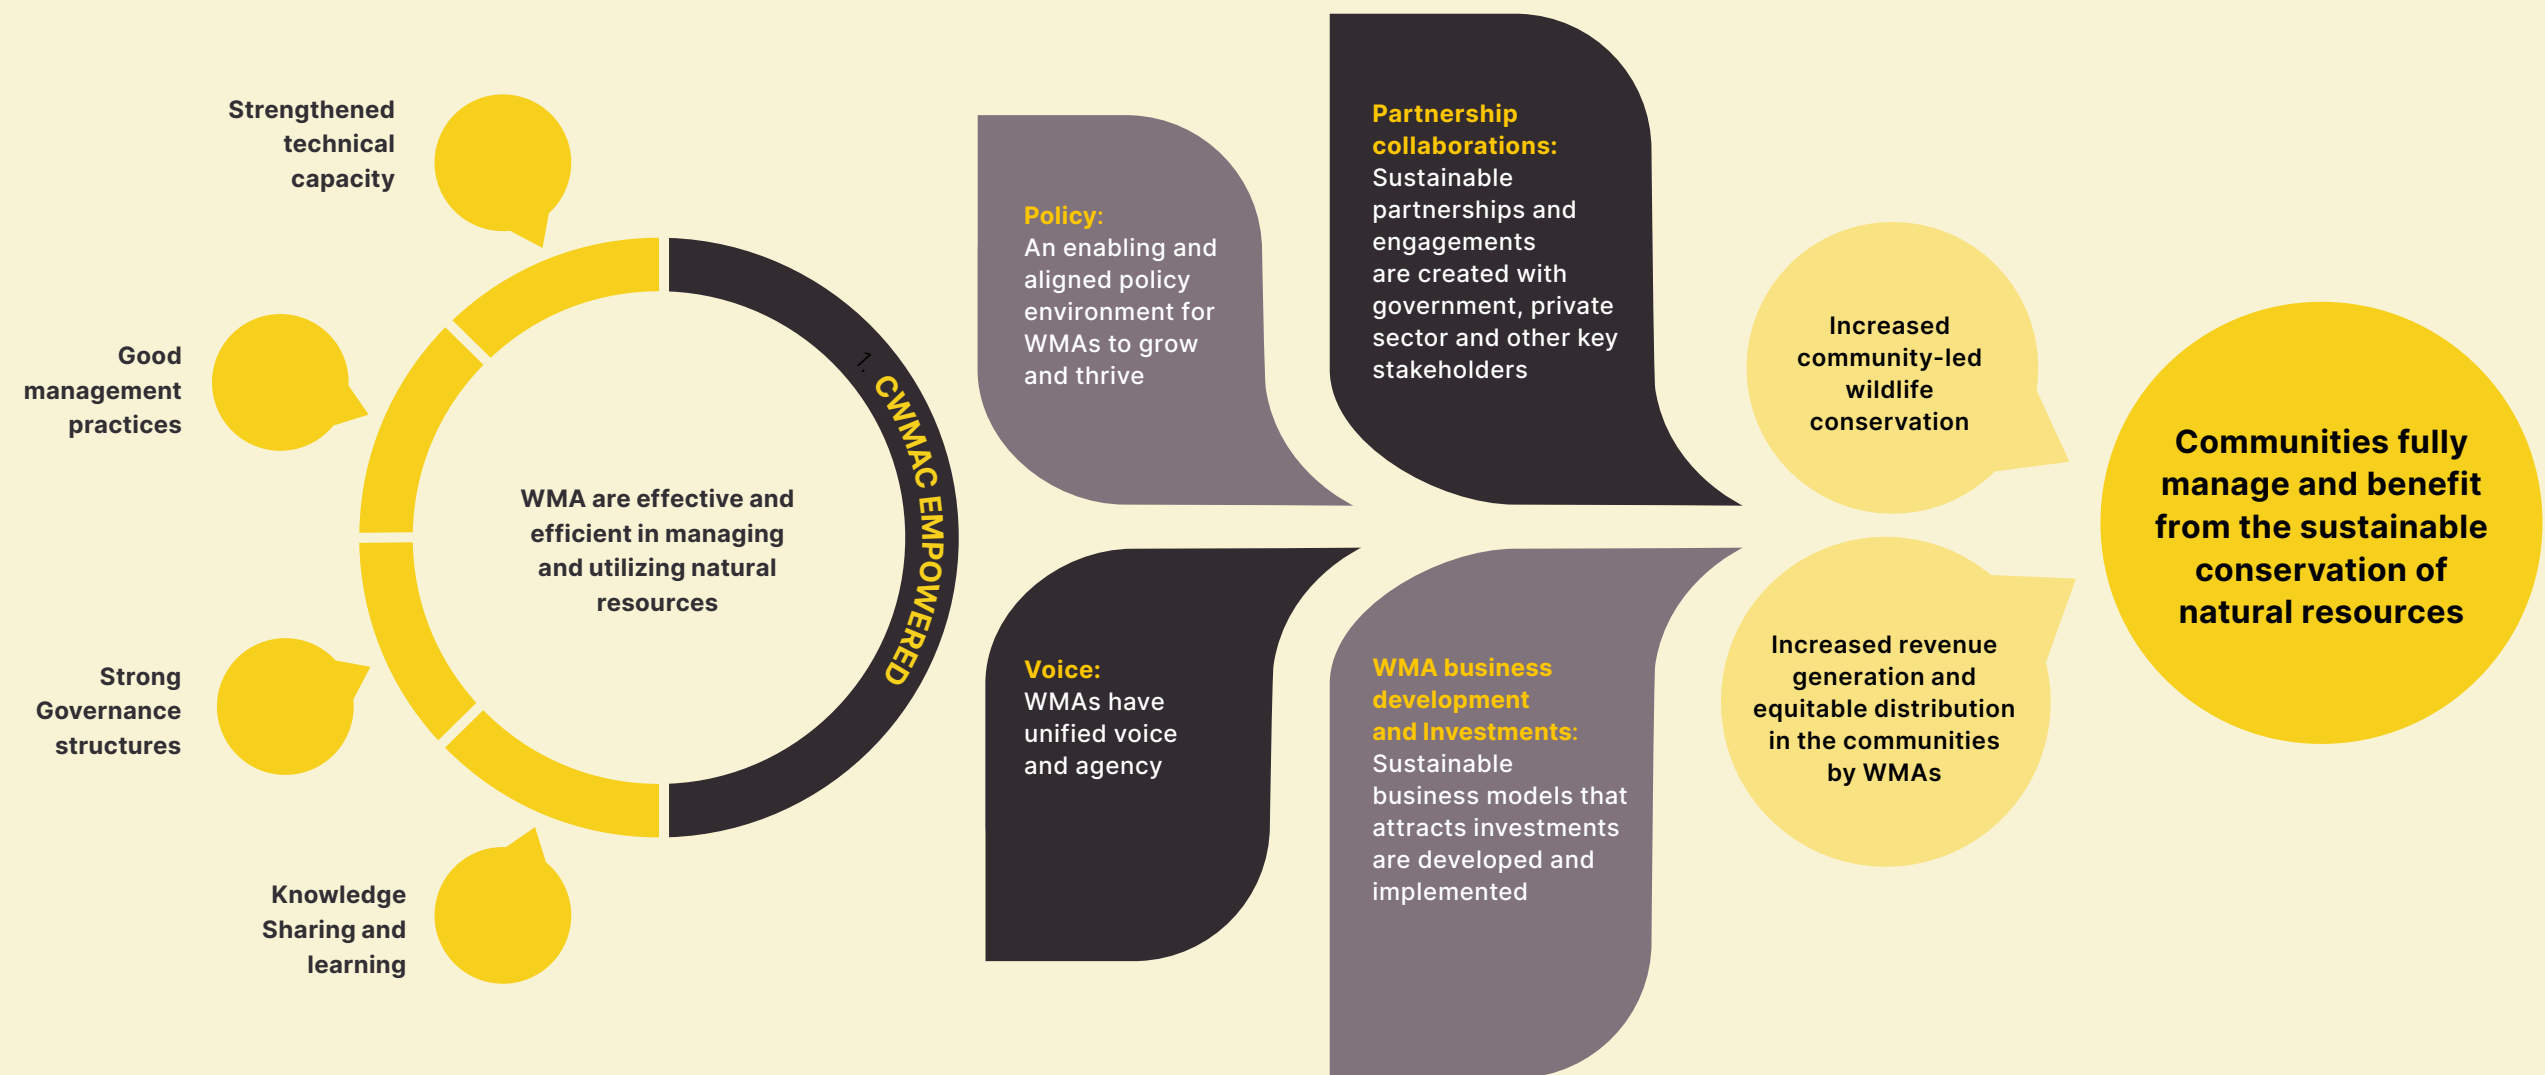 Strengthened
technical
capacity
Good
management
practices
Strong
Governance
structures
Knowledge
Sharing and
learning
WMA are effective and
efficient in managing
and utilizing natural
resources
1. CWMAC EMPOWERED
Policy:
An enabling and
aligned policy
environment for
WMAs to grow
and thrive
Voice:
WMAs have
unified voice
and agency
Partnership
collaborations:
Sustainable
partnerships and
engagements
are created with
government, private
sector and other key
stakeholders
WMA business
development
and Investments:
Sustainable
business models that
attracts investments
are developed and
implemented
Increased
community-led
wildlife
conservation
Increased revenue
generation and
equitable distribution
in the communities
by WMAs
Communities fully
manage and benefit
from the sustainable
conservation of
natural resources